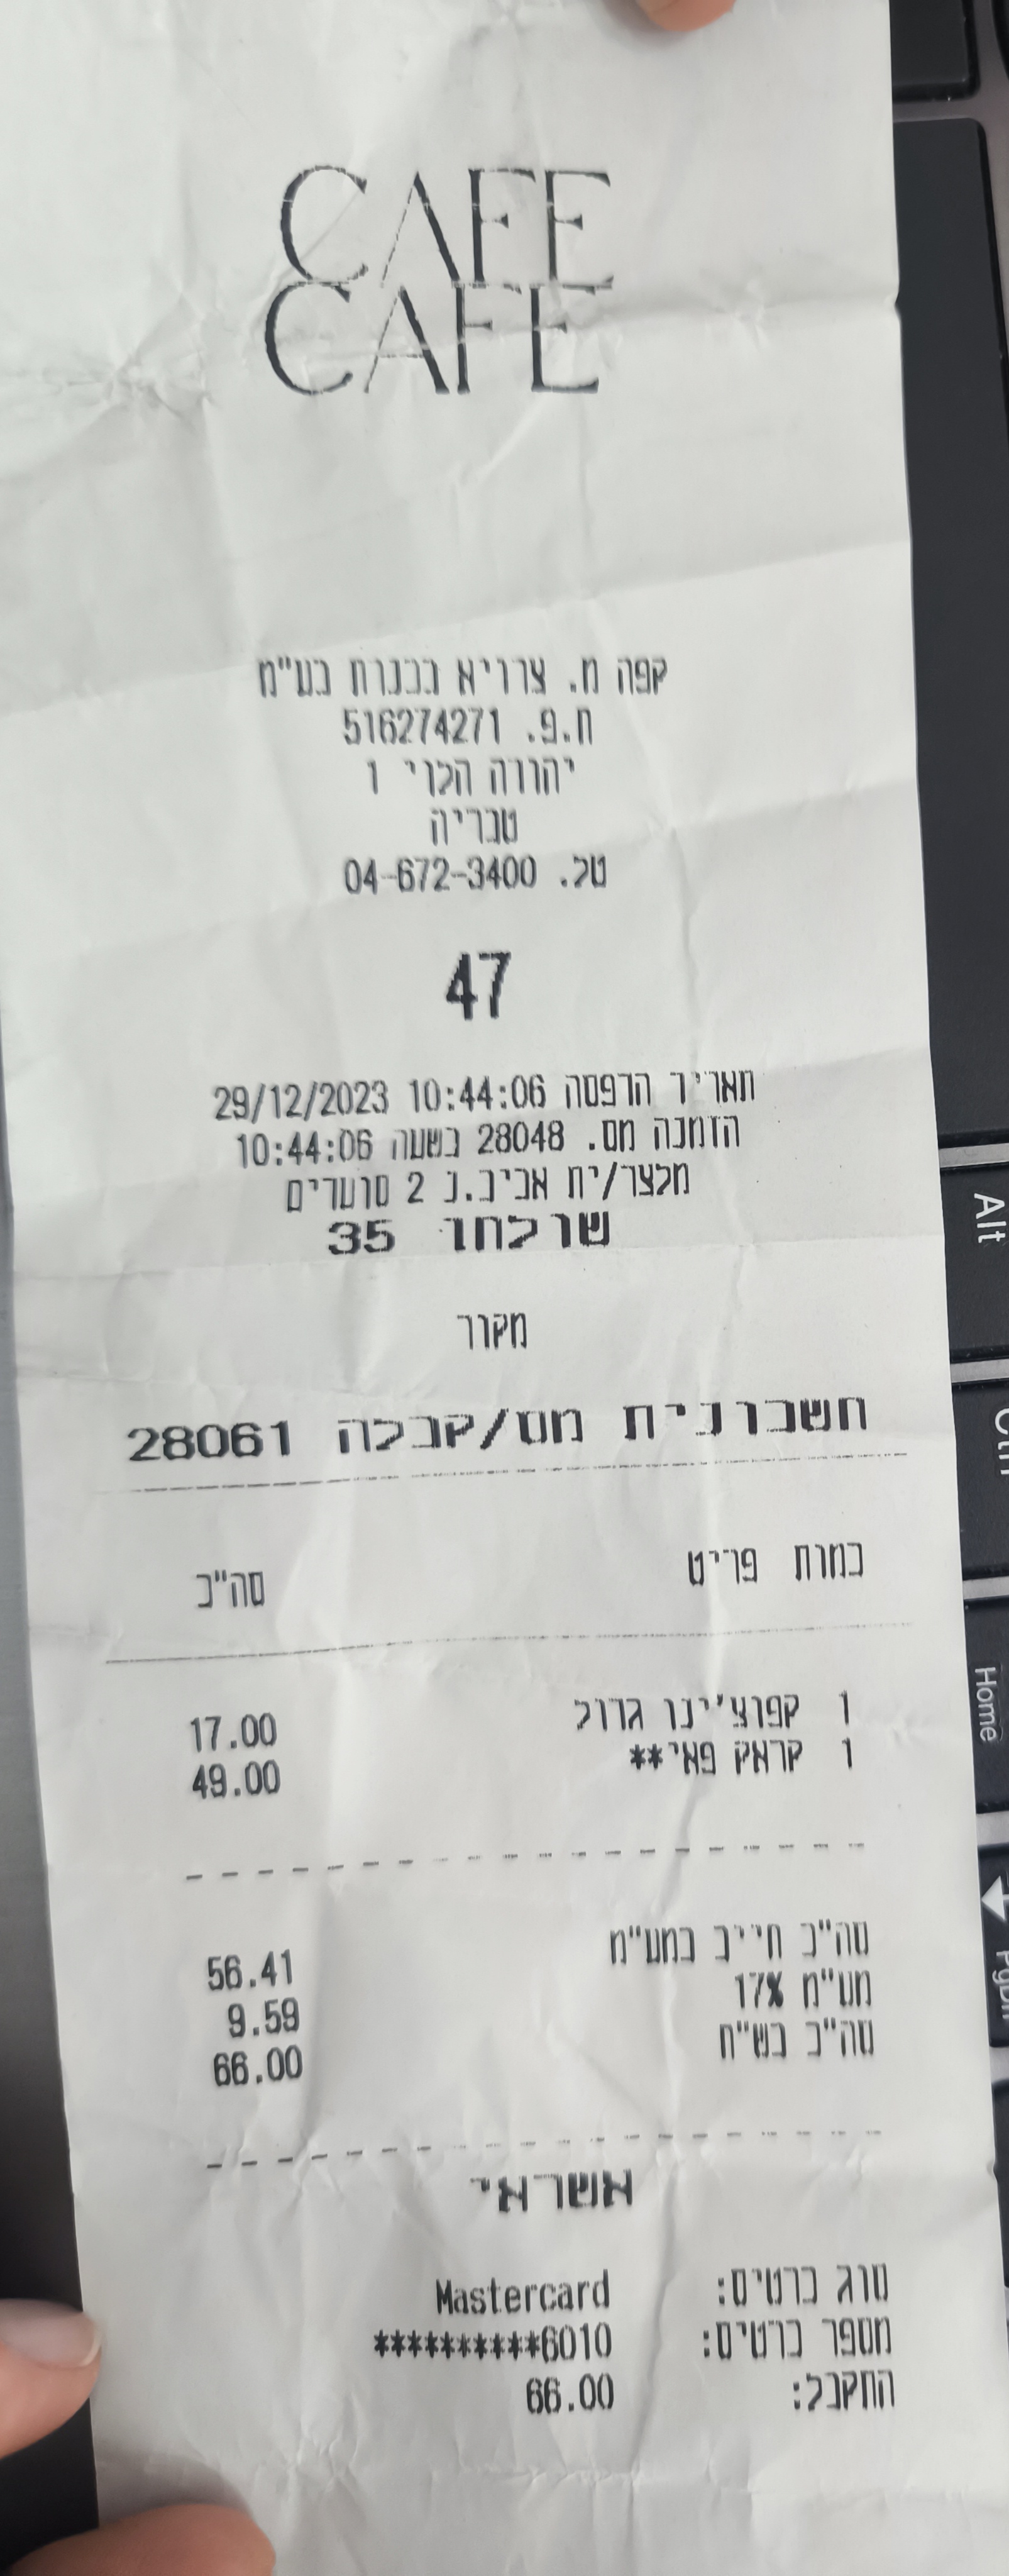 CAFE
CAFE
קפה מ. צרויא בכנרת בע"מ
ח.פ. 516274271
יהודה הלוי 1
טבריה
טל. 04-672-3400
47
תאריך הדפסה 29/12/2023 10:44:06
הזמנה מס. 28048 בשעה 10:44:06
מלצר/ית אביב.נ 2 סועדים
שולחן 35
מקור
חשבונית מס/קבלה 28061
כמות פריט סה"כ
1 קפוצ'ינו גדול 17.00
1 קראק פאי** 49.00
סה"כ חייב במע"מ 56.41
מע"מ 17% 9.59
סה"כ בש"ח 66.00
אשראי
סוג כרטיס: Mastercard
מספר כרטיס: **********6010
התקבל: 66.00
Alt
Ctrl
Home
PgDn